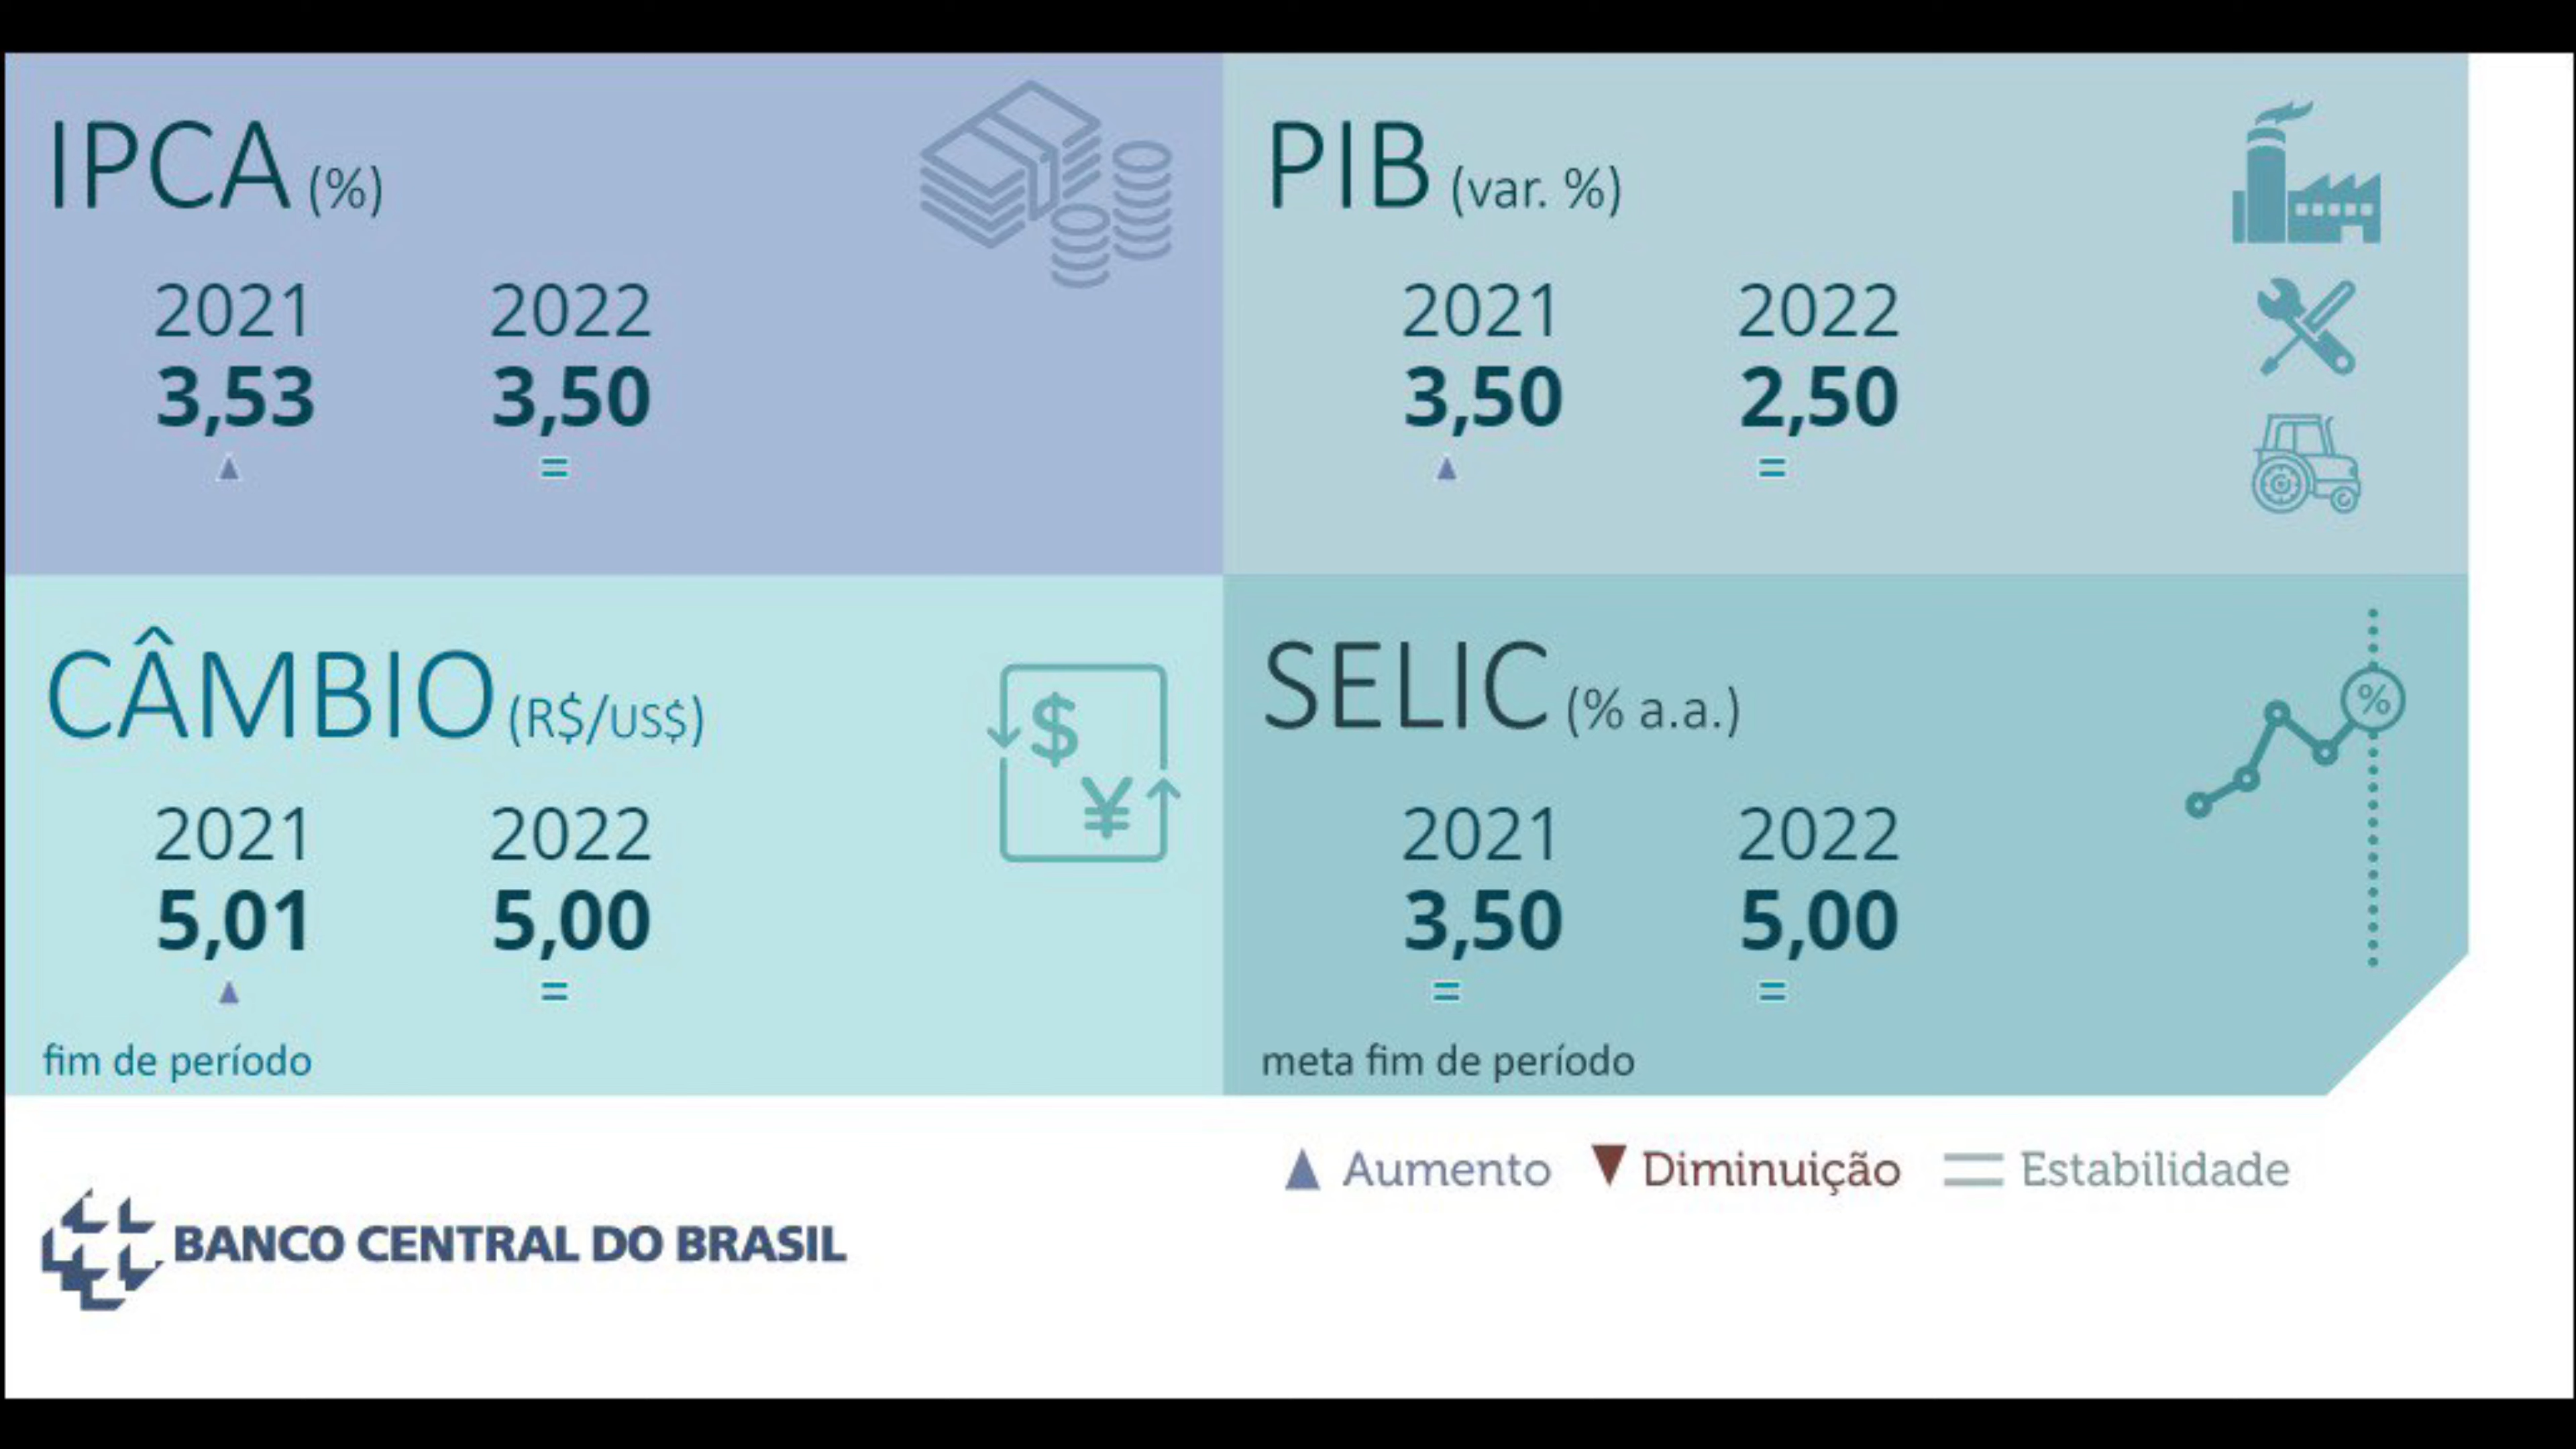 IPCA (%)
2021 2022
3,53 3,50
▲ =
PIB (var. %)
2021 2022
3,50 2,50
▲ =
CÂMBIO (R$/US$)
$
¥
2021 2022
5,01 5,00
▲ =
fim de período
SELIC (% a.a.)
%
2021 2022
3,50 5,00
= =
meta fim de período
▲ Aumento ▼ Diminuição = Estabilidade
BANCO CENTRAL DO BRASIL